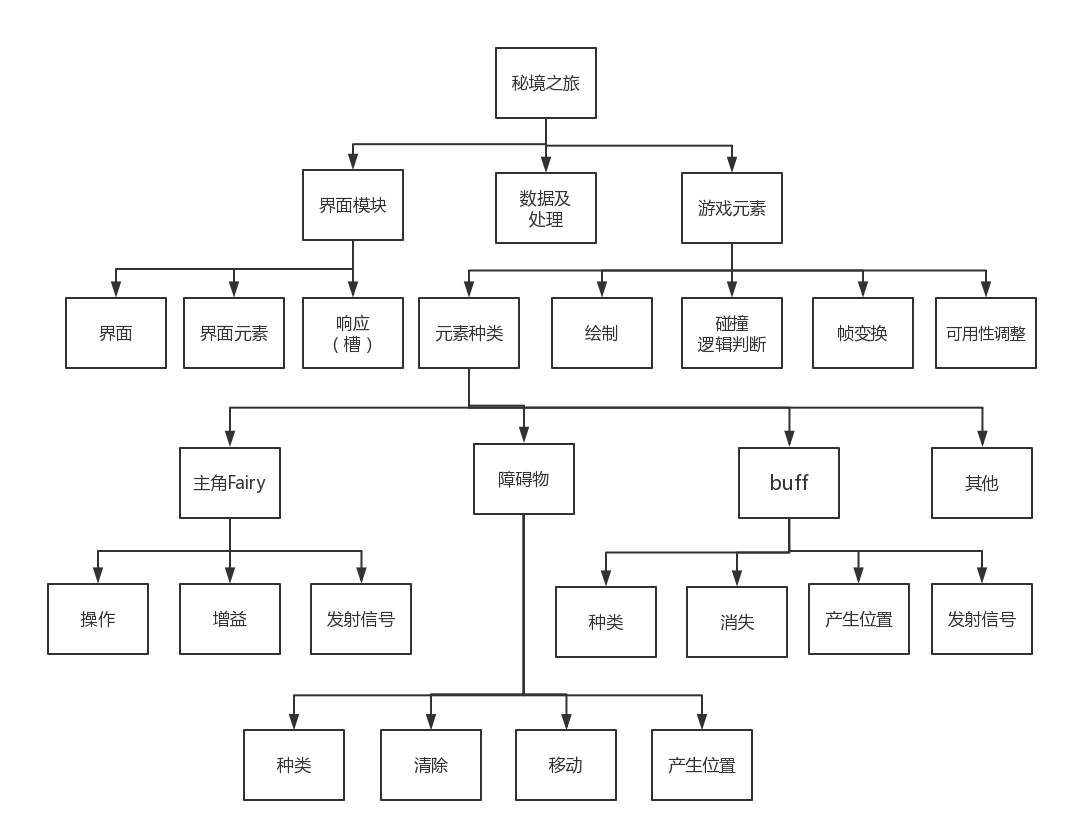 秘境之旅
界面模块
数据及
处理
游戏元素
界面
界面元素
响应
（槽）
元素种类
绘制
碰撞
逻辑判断
帧变换
可用性调整
主角Fairy
障碍物
buff
其他
操作
增益
发射信号
种类
消失
产生位置
发射信号
种类
清除
移动
产生位置